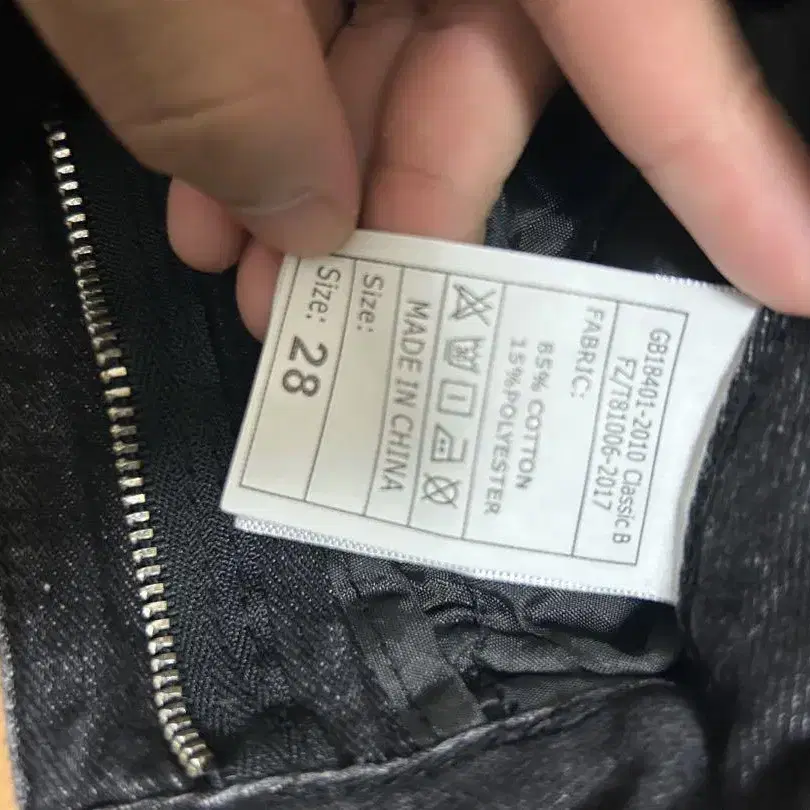 GB18401-2010 Classic.B
FZ/T81006-2017
FABRIC:
85% COTTON
15%POLYESTER
MADE IN CHINA
Size:
Size: 28